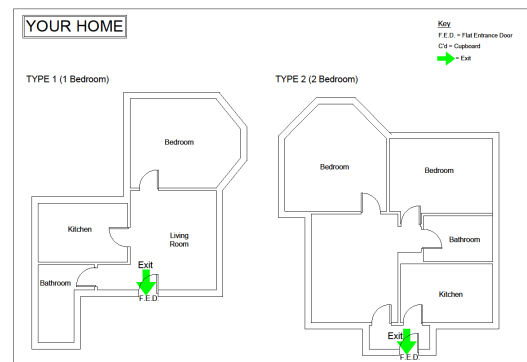 YOUR HOME
Key
F.E.D. = Flat Entrance Door
C'd = Cupboard
= Exit
TYPE 1 (1 Bedroom)
TYPE 2 (2 Bedroom)
Bedroom
Kitchen
Living
Room
Bathroom
Exit
F.E.D.
Bedroom
Bedroom
Bathroom
Kitchen
Exit
F.E.D.